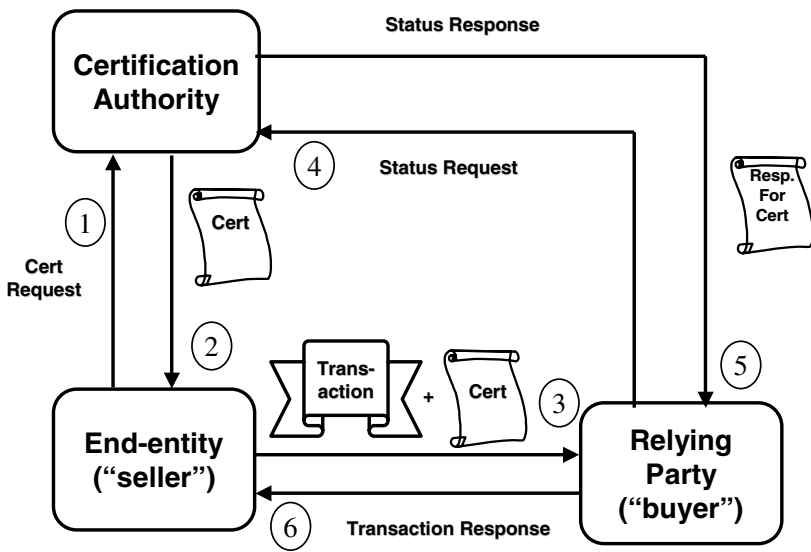 Status Response
Certification
Authority
4
Status Request
Resp.
For
Cert
1
Cert
Cert
Request
2
Trans-
action
+
Cert
3
5
End-entity
(“seller”)
Relying
Party
(“buyer”)
6
Transaction Response